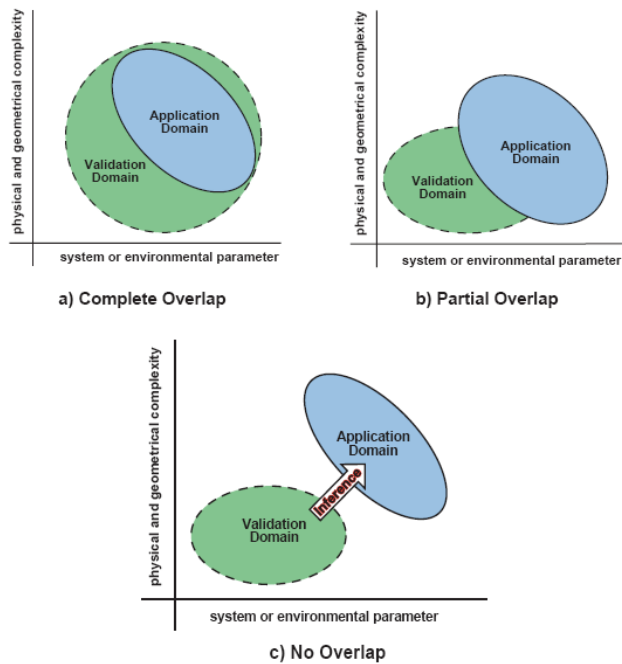 physical and geometrical complexity
Application
Domain
Validation
Domain
system or environmental parameter
a) Complete Overlap
physical and geometrical complexity
Application
Domain
Validation
Domain
system or environmental parameter
b) Partial Overlap
physical and geometrical complexity
Application
Domain
Inference
Validation
Domain
system or environmental parameter
c) No Overlap